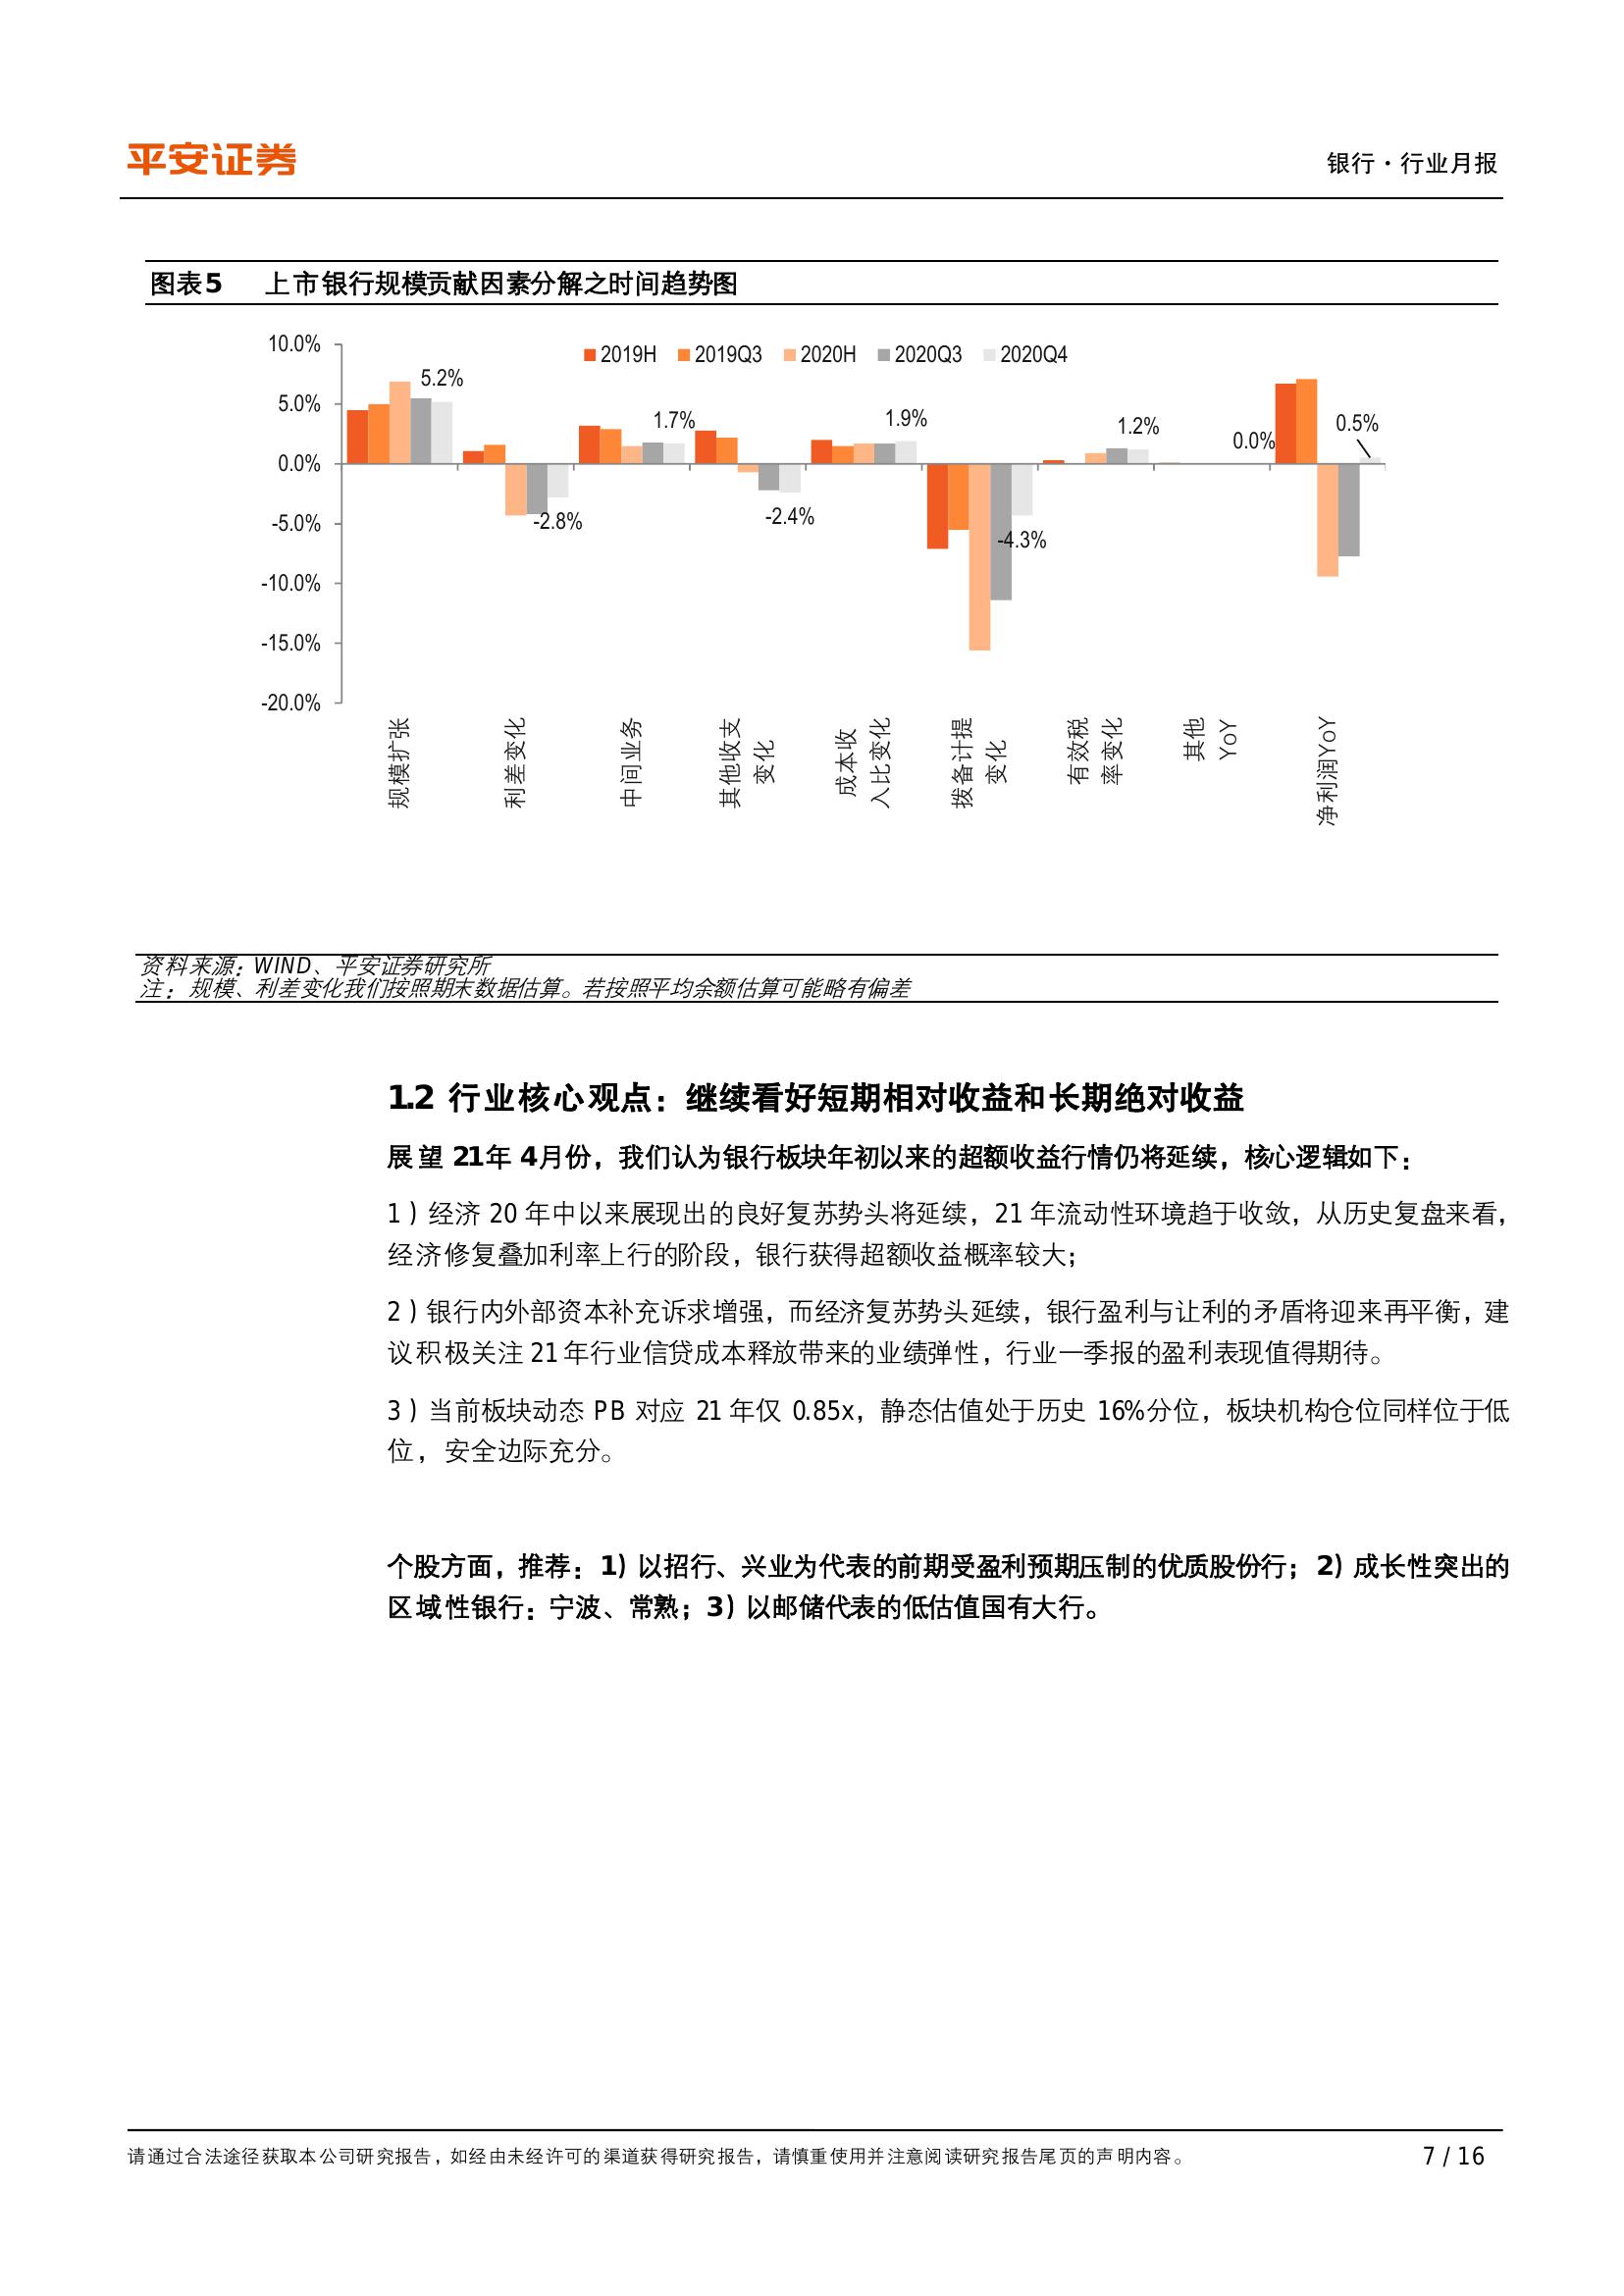 平安证券
银行·行业月报
图表5 上市银行规模贡献因素分解之时间趋势图
10.0%
5.0%
0.0%
-5.0%
-10.0%
-15.0%
-20.0%
2019H 2019Q3 2020H 2020Q3 2020Q4
5.2%
-2.8%
1.7%
-2.4%
1.9%
-4.3%
1.2%
0.0%
0.5%
规模扩张
利差变化
中间业务
其他收支
变化
成本收
入比变化
拨备计提
变化
有效税
率变化
其他
YoY
净利润YoY
资料来源：WIND、平安证券研究所
注：规模、利差变化我们按照期末数据估算。若按照平均余额估算可能略有偏差
1.2 行业核心观点：继续看好短期相对收益和长期绝对收益
展望 21年 4月份，我们认为银行板块年初以来的超额收益行情仍将延续，核心逻辑如下：
1）经济 20 年中以来展现出的良好复苏势头将延续，21 年流动性环境趋于收敛，从历史复盘来看，
经济修复叠加利率上行的阶段，银行获得超额收益概率较大；
2）银行内外部资本补充诉求增强，而经济复苏势头延续，银行盈利与让利的矛盾将迎来再平衡，建
议积极关注 21 年行业信贷成本释放带来的业绩弹性，行业一季报的盈利表现值得期待。
3）当前板块动态 PB 对应 21 年仅 0.85x，静态估值处于历史 16%分位，板块机构仓位同样位于低
位，安全边际充分。
个股方面，推荐：1）以招行、兴业为代表的前期受盈利预期压制的优质股份行；2）成长性突出的
区域性银行：宁波、常熟；3）以邮储代表的低估值国有大行。
请通过合法途径获取本公司研究报告，如经由未经许可的渠道获得研究报告，请慎重使用并注意阅读研究报告尾页的声明内容。 7 / 16